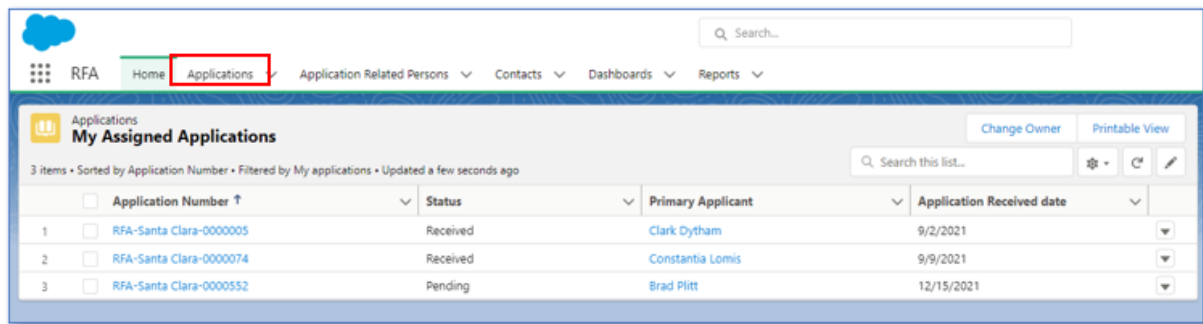 Search...
RFA Home Applications Application Related Persons Contacts Dashboards Reports
Applications
My Assigned Applications
Change Owner Printable View
3 items • Sorted by Application Number • Filtered by My applications • Updated a few seconds ago
Search this list...
Application Number ↑ Status Primary Applicant Application Received date
1 RFA-Santa Clara-0000005 Received Clark Dytham 9/2/2021
2 RFA-Santa Clara-0000074 Received Constantia Lomis 9/9/2021
3 RFA-Santa Clara-0000552 Pending Brad Plitt 12/15/2021